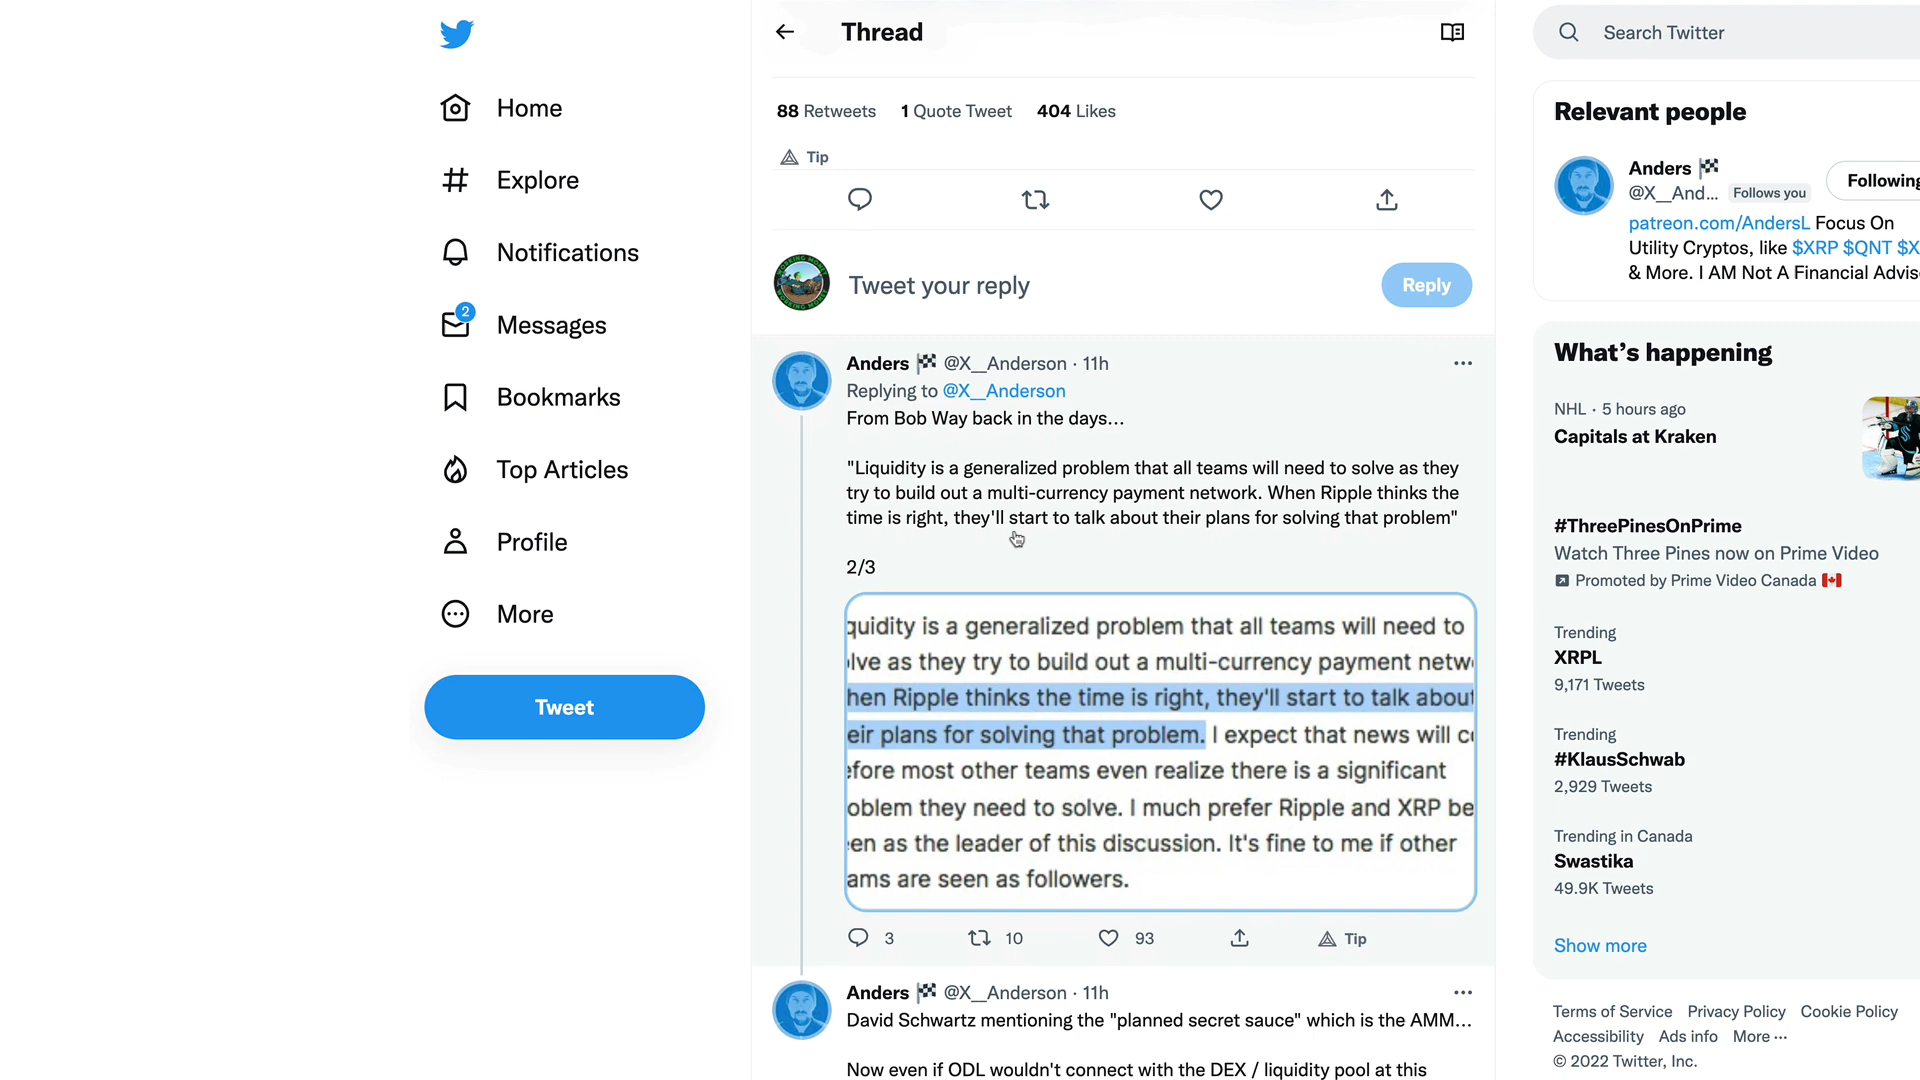 Thread
Search Twitter
Home
Explore
Notifications
2
Messages
Bookmarks
Top Articles
Profile
More
Tweet
88 Retweets 1 Quote Tweet 404 Likes
Tip
Tweet your reply
Reply
Anders @X__Anderson · 11h
Replying to @X__Anderson
From Bob Way back in the days...
"Liquidity is a generalized problem that all teams will need to solve as they
try to build out a multi-currency payment network. When Ripple thinks the
time is right, they'll start to talk about their plans for solving that problem"
2/3
quidity is a generalized problem that all teams will need to
lve as they try to build out a multi-currency payment netw
hen Ripple thinks the time is right, they'll start to talk about
eir plans for solving that problem. I expect that news will c
efore most other teams even realize there is a significant
oblem they need to solve. I much prefer Ripple and XRP be
en as the leader of this discussion. It's fine to me if other
ams are seen as followers.
3 10 93 Tip
Anders @X__Anderson · 11h
David Schwartz mentioning the "planned secret sauce" which is the AMM...
Now even if ODL wouldn't connect with the DEX / liquidity pool at this
Relevant people
Anders
@X__And... Follows you
Following
patreon.com/AndersL Focus On
Utility Cryptos, like $XRP $QNT $X
& More. I AM Not A Financial Advis
What's happening
NHL · 5 hours ago
Capitals at Kraken
#ThreePinesOnPrime
Watch Three Pines now on Prime Video
Promoted by Prime Video Canada
Trending
XRPL
9,171 Tweets
Trending
#KlausSchwab
2,929 Tweets
Trending in Canada
Swastika
49.9K Tweets
Show more
Terms of Service Privacy Policy Cookie Policy
Accessibility Ads info More ...
© 2022 Twitter, Inc.